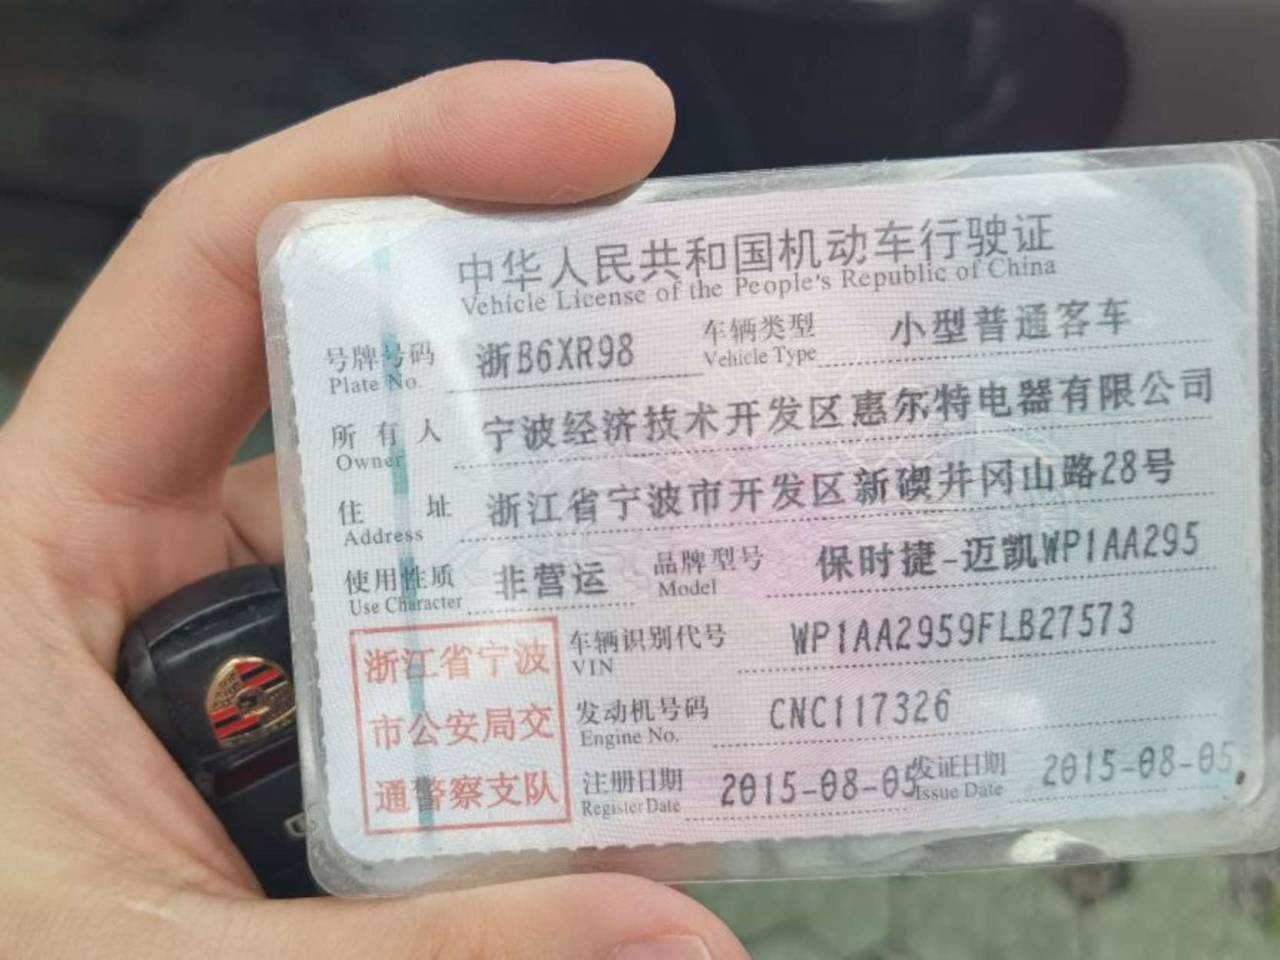 中华人民共和国机动车行驶证
Vehicle License of the People's Republic of China
号牌号码 浙B6XR98 车辆类型 小型普通客车
Plate No. Vehicle Type
所有人 宁波经济技术开发区惠尔特电器有限公司
Owner
住址 浙江省宁波市开发区新碶井冈山路28号
Address
使用性质 非营运 品牌型号 保时捷-迈凯WP1AA295
Use Character Model
浙江省宁波
市公安局交
通警察支队
车辆识别代号 WP1AA2959FLB27573
VIN
发动机号码 CNC117326
Engine No.
注册日期 2015-08-05 发证日期 2015-08-05
Register Date Issue Date